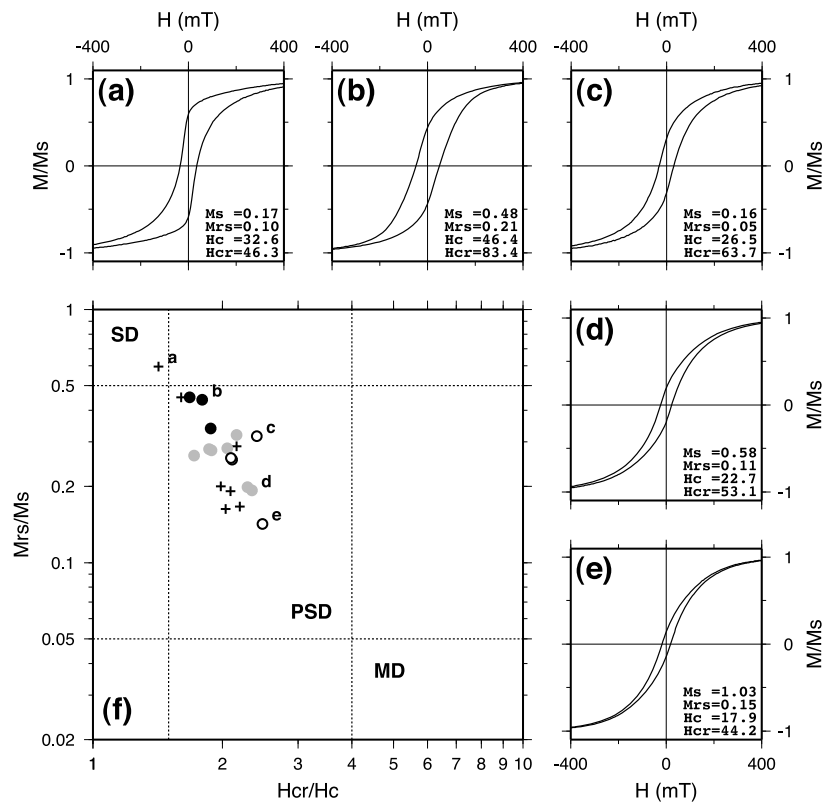 H (mT)
H (mT)
H (mT)
-400 0 400
-400 0 400
-400 0 400
M/Ms
1
0
-1
(a)
Ms =0.17
Mrs=0.10
Hc =32.6
Hcr=46.3
(b)
Ms =0.48
Mrs=0.21
Hc =46.4
Hcr=83.4
(c)
Ms =0.16
Mrs=0.05
Hc =26.5
Hcr=63.7
1
0
-1
M/Ms
(d)
Ms =0.58
Mrs=0.11
Hc =22.7
Hcr=53.1
1
0
-1
M/Ms
(e)
Ms =1.03
Mrs=0.15
Hc =17.9
Hcr=44.2
1
0
-1
M/Ms
-400 0 400
H (mT)
Mrs/Ms
1
0.5
0.2
0.1
0.05
0.02
SD
a
b
c
d
e
PSD
MD
(f)
1 2 3 4 5 6 7 8 9 10
Hcr/Hc